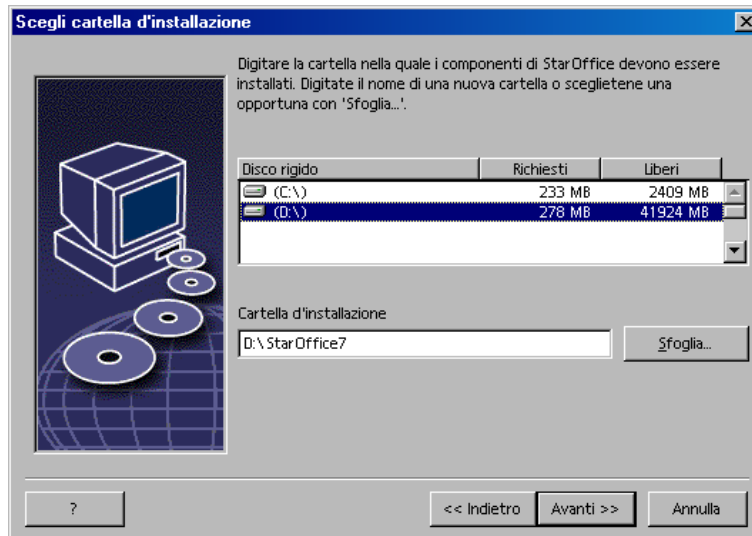 Scegli cartella d'installazione
Digitare la cartella nella quale i componenti di StarOffice devono essere
installati. Digitate il nome di una nuova cartella o sceglietene una
opportuna con 'Sfoglia...'.
Disco rigido Richiesti Liberi
(C:\) 233 MB 2409 MB
(D:\) 278 MB 41924 MB
Cartella d'installazione
D:\StarOffice7 Sfoglia...
? << Indietro Avanti >> Annulla